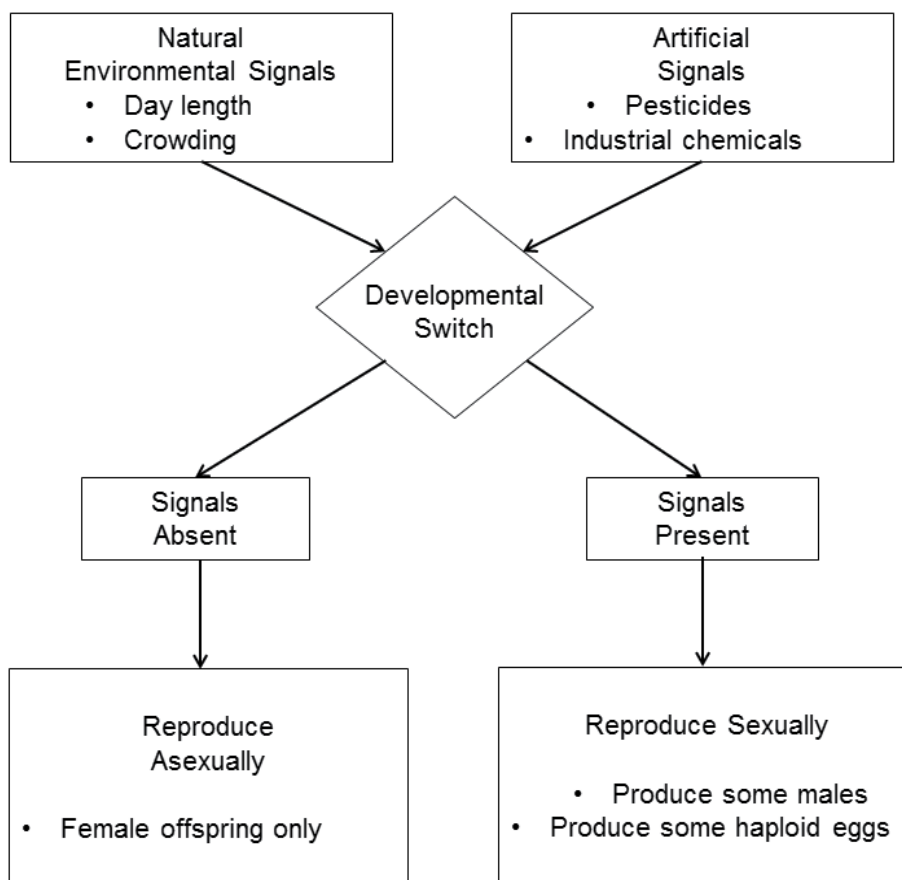 Natural
Environmental Signals
• Day length
• Crowding
Artificial
Signals
• Pesticides
• Industrial chemicals
Developmental
Switch
Signals
Absent
Signals
Present
Reproduce
Asexually
• Female offspring only
Reproduce Sexually
• Produce some males
• Produce some haploid eggs